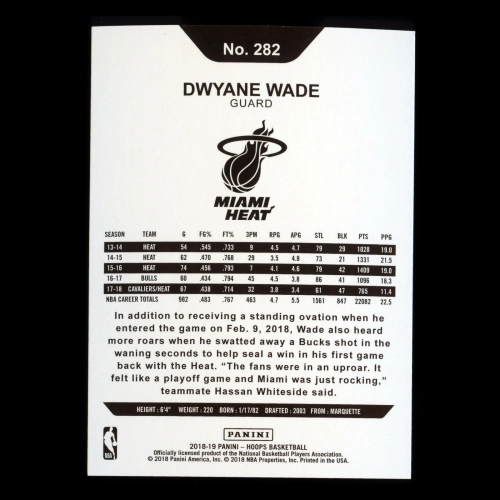 No. 282
DWYANE WADE
GUARD
MIAMI
HEAT
SEASON TEAM G FG% FT% 3PM RPG APG STL BLK PTS PPG
13-14 HEAT 54 .545 .733 9 4.5 4.7 79 29 1028 19.0
14-15 HEAT 62 .470 .768 29 3.5 4.8 73 21 1331 21.5
15-16 HEAT 74 .456 .793 7 4.1 4.6 79 42 1409 19.0
16-17 BULLS 60 .434 .794 45 4.5 3.8 86 41 1096 18.3
17-18 CAVALIERS/HEAT 67 .438 .714 32 3.8 3.4 61 47 765 11.4
NBA CAREER TOTALS 982 .483 .767 463 4.7 5.5 1561 847 22082 22.5
In addition to receiving a standing ovation when he
entered the game on Feb. 9, 2018, Wade also heard
more roars when he swatted away a Bucks shot in the
waning seconds to help seal a win in his first game
back with the Heat. “The fans were in an uproar. It
felt like a playoff game and Miami was just rocking,”
teammate Hassan Whiteside said.
HEIGHT: 6'4" WEIGHT: 220 BORN: 1/17/82 DRAFTED: 2003 FROM: MARQUETTE
PANINI
2018-19 PANINI – HOOPS BASKETBALL
Officially licensed product of the National Basketball Players Association.
© 2018 Panini America, Inc. © 2018 NBA Properties, Inc. Printed in the USA.
NBA